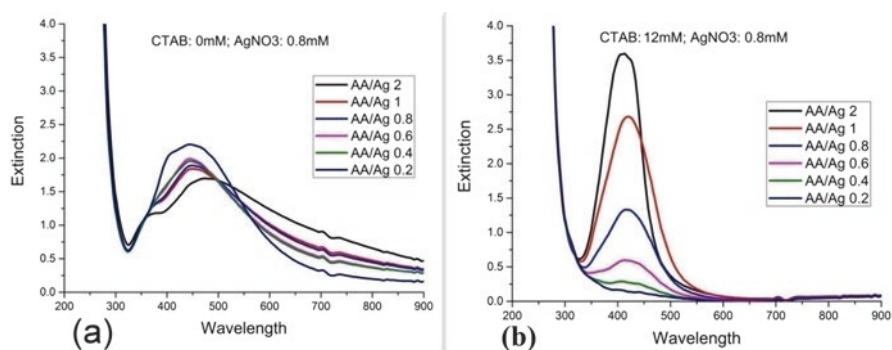 CTAB: 0mM; AgNO3: 0.8mM
AA/Ag 2
AA/Ag 1
AA/Ag 0.8
AA/Ag 0.6
AA/Ag 0.4
AA/Ag 0.2
Extinction
4.0
3.5
3.0
2.5
2.0
1.5
1.0
0.5
0.0
200 300 400 500 600 700 800 900
Wavelength
(a)
CTAB: 12mM; AgNO3: 0.8mM
AA/Ag 2
AA/Ag 1
AA/Ag 0.8
AA/Ag 0.6
AA/Ag 0.4
AA/Ag 0.2
Extinction
4.0
3.5
3.0
2.5
2.0
1.5
1.0
0.5
0.0
200 300 400 500 600 700 800 900
Wavelength
(b)